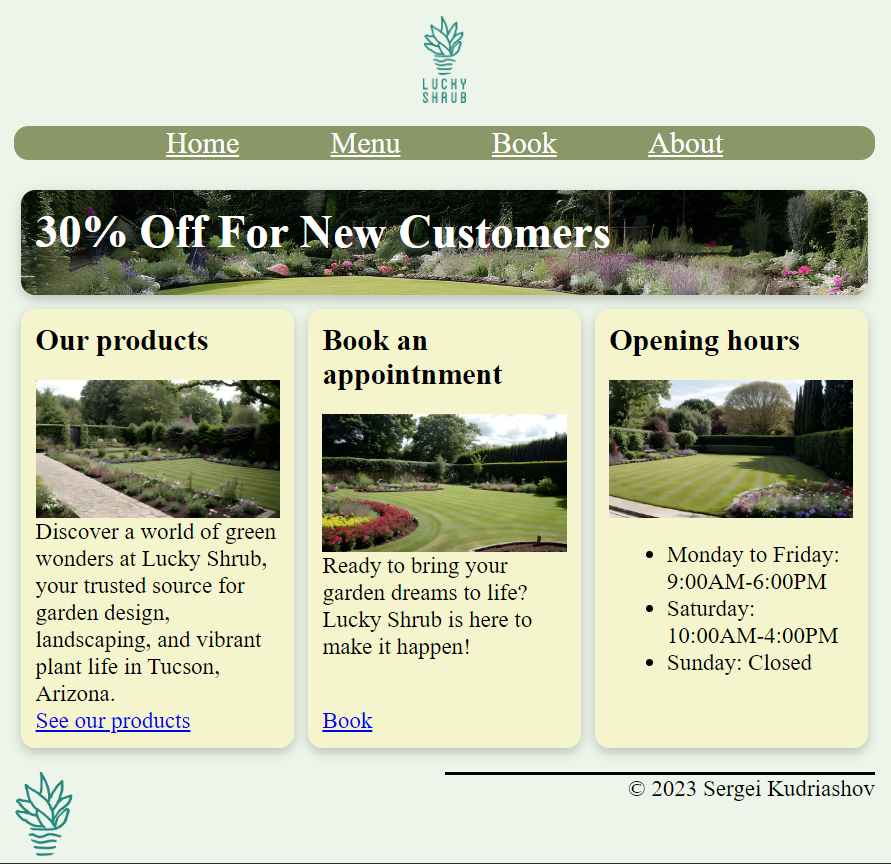 LUCKY
SHRUB
Home Menu Book About
30% Off For New Customers
Our products
Discover a world of green
wonders at Lucky Shrub,
your trusted source for
garden design,
landscaping, and vibrant
plant life in Tucson,
Arizona.
See our products
Book an
appointnment
Ready to bring your
garden dreams to life?
Lucky Shrub is here to
make it happen!
Book
Opening hours
• Monday to Friday:
9:00AM-6:00PM
• Saturday:
10:00AM-4:00PM
• Sunday: Closed
© 2023 Sergei Kudriashov